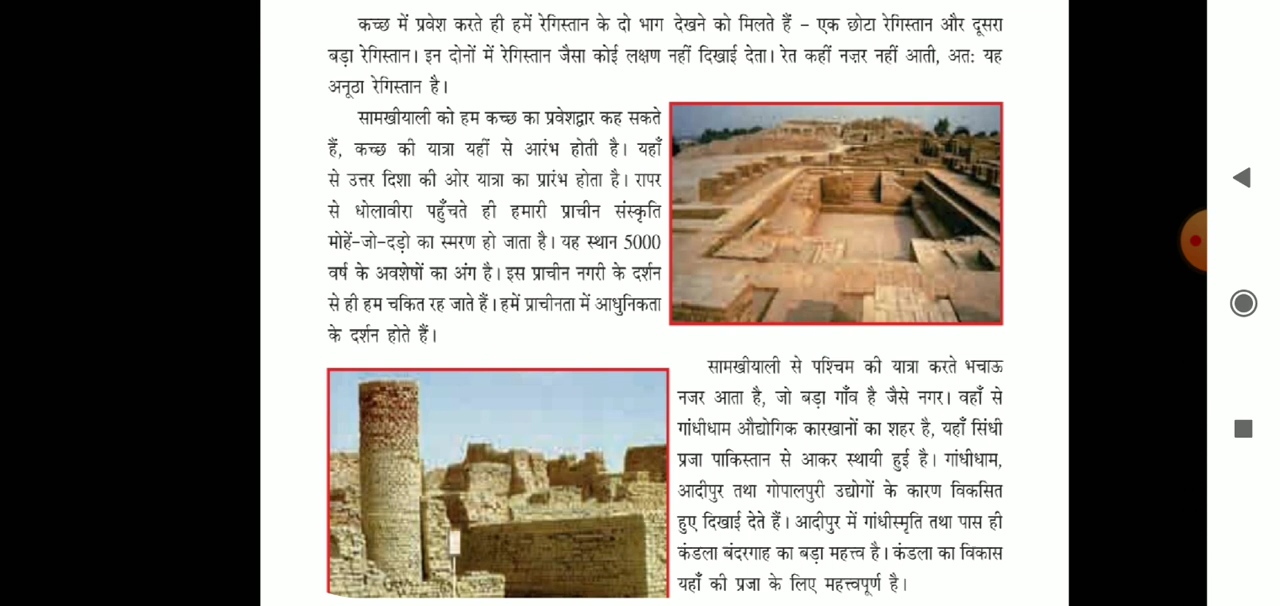 कच्छ में प्रवेश करते ही हमें रेगिस्तान के दो भाग देखने को मिलते हैं – एक छोटा रेगिस्तान और दूसरा
बड़ा रेगिस्तान। इन दोनों में रेगिस्तान जैसा कोई लक्षण नहीं दिखाई देता। रेत कहीं नज़र नहीं आती, अत: यह
अनूठा रेगिस्तान है।
सामखीयाली को हम कच्छ का प्रवेशद्वार कह सकते
हैं, कच्छ की यात्रा यहीं से आरंभ होती है। यहाँ
से उत्तर दिशा की ओर यात्रा का प्रारंभ होता है। रापर
से धोलावीरा पहुँचते ही हमारी प्राचीन संस्कृति
मोहें-जो-दड़ो का स्मरण हो जाता है। यह स्थान 5000
वर्ष के अवशेषों का अंग है। इस प्राचीन नगरी के दर्शन
से ही हम चकित रह जाते हैं। हमें प्राचीनता में आधुनिकता
के दर्शन होते हैं।
सामखीयाली से पश्चिम की यात्रा करते भचाऊ
नजर आता है, जो बड़ा गाँव है जैसे नगर। वहाँ से
गांधीधाम औद्योगिक कारखानों का शहर है, यहाँ सिंधी
प्रजा पाकिस्तान से आकर स्थायी हुई है। गांधीधाम,
आदीपुर तथा गोपालपुरी उद्योगों के कारण विकसित
हुए दिखाई देते हैं। आदीपुर में गांधीस्मृति तथा पास ही
कंडला बंदरगाह का बड़ा महत्त्व है। कंडला का विकास
यहाँ की प्रजा के लिए महत्त्वपूर्ण है।